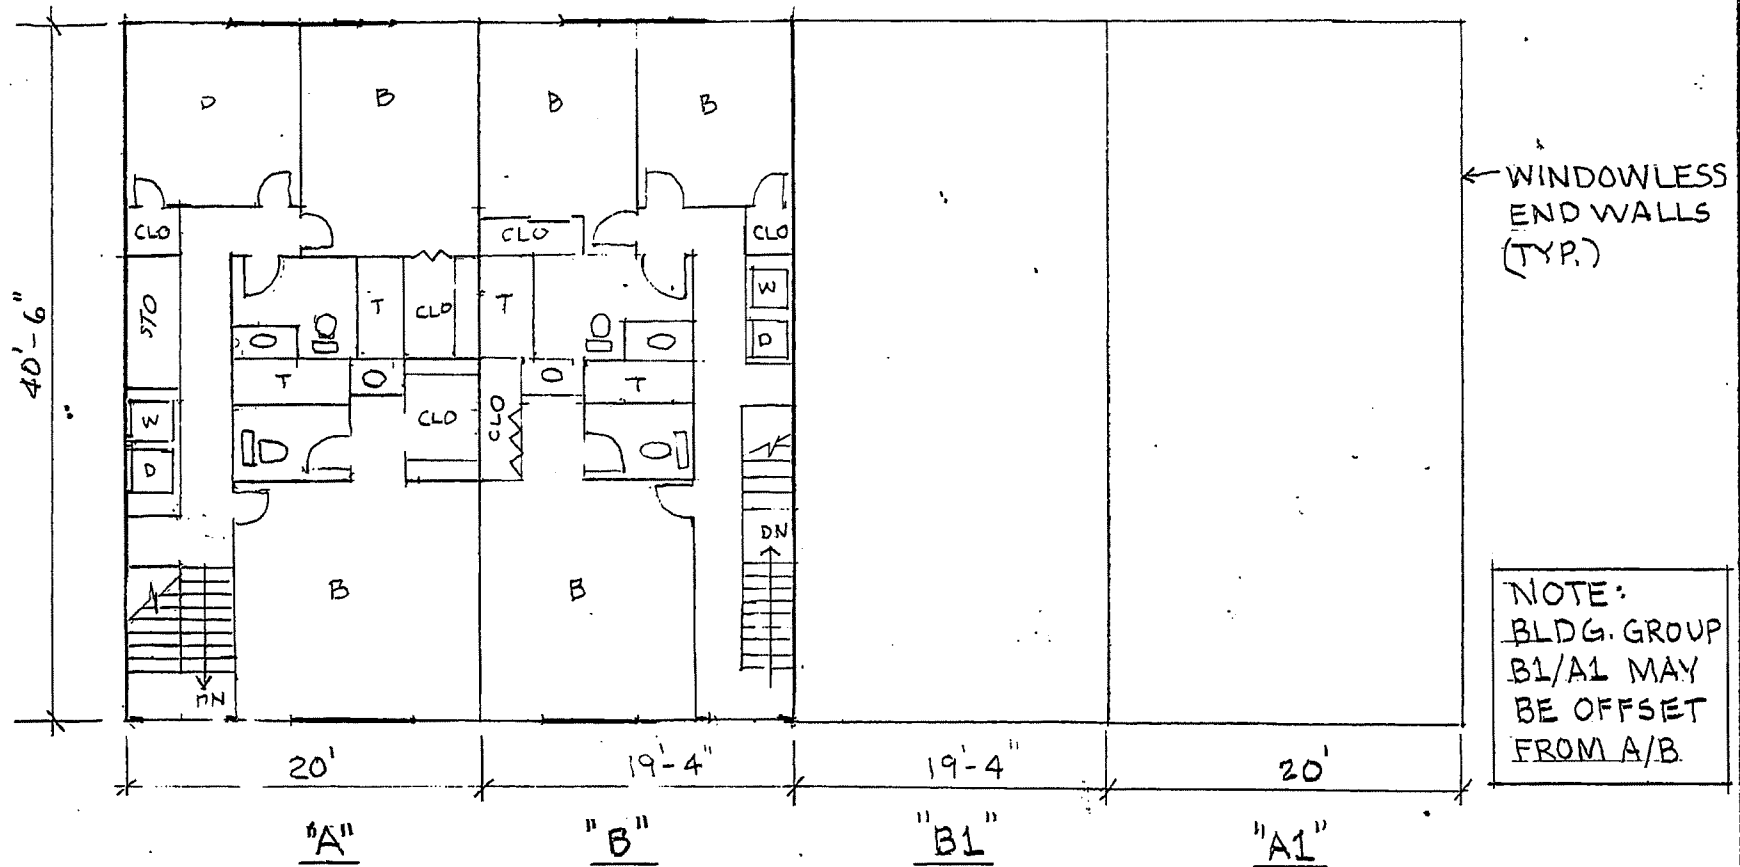 D B B B
CLO CLO CLO
STO T CLO T W
D
T T
W CLO CLO
D
DN
B B
DN
40'-6"
WINDOWLESS
END WALLS
(TYP.)
NOTE:
BLDG. GROUP
B1/A1 MAY
BE OFFSET
FROM A/B
20' 19'-4" 19'-4" 20'
"A" "B" "B1" "A1"